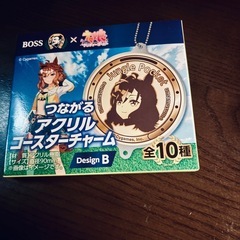 BOSS
×
©Cygames
Jungle Pocket
つながる
アクリル
コースターチャーム
Design B
全10種